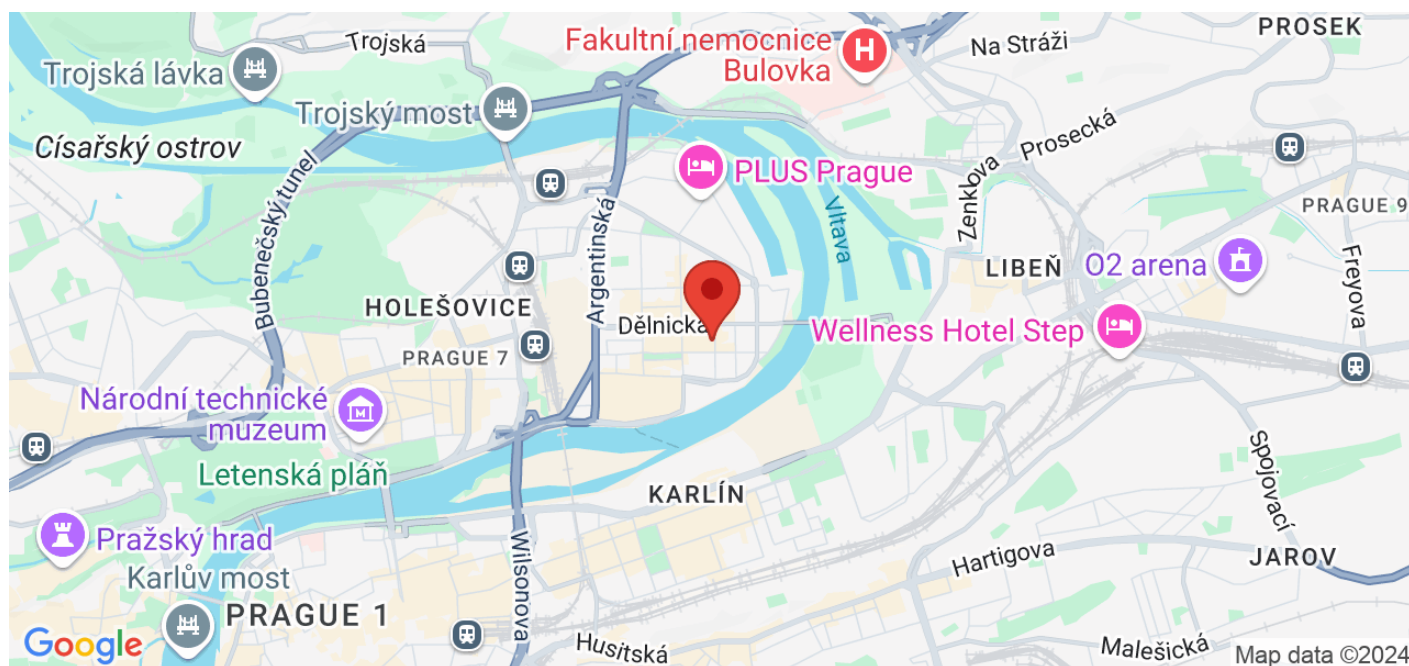 PROSEK
Trojská
Fakultní nemocnice
Bulovka
Na Stráži
Trojská lávka
Trojský most
Císařský ostrov
Prosecká
PLUS Prague
Bubenečský tunel
Argentinská
Vltava
Zenklova
PRAGUE 9
Freyova
LIBEŇ
O2 arena
HOLEŠOVICE
Dělnická
Wellness Hotel Step
PRAGUE 7
Národní technické
muzeum
Letenská pláň
KARLÍN
Spojovací
Pražský hrad
Wilsonova
Hartigova
JAROV
Karlův most
PRAGUE 1
Husitská
Malešická
Google
Map data ©2024